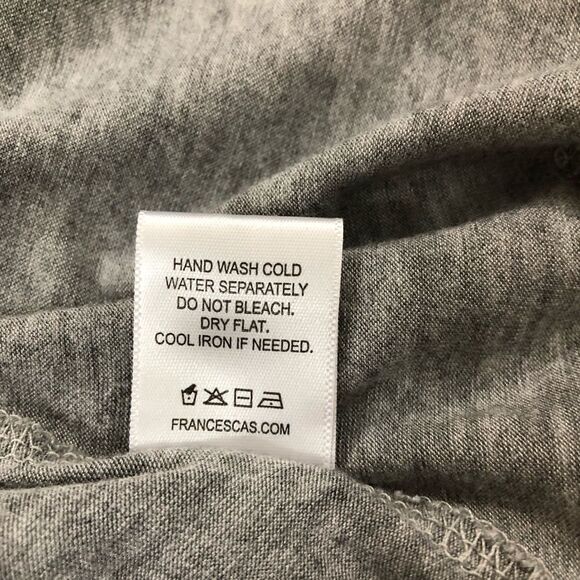 HAND WASH COLD
WATER SEPARATELY
DO NOT BLEACH.
DRY FLAT.
COOL IRON IF NEEDED.
FRANCESCAS.COM